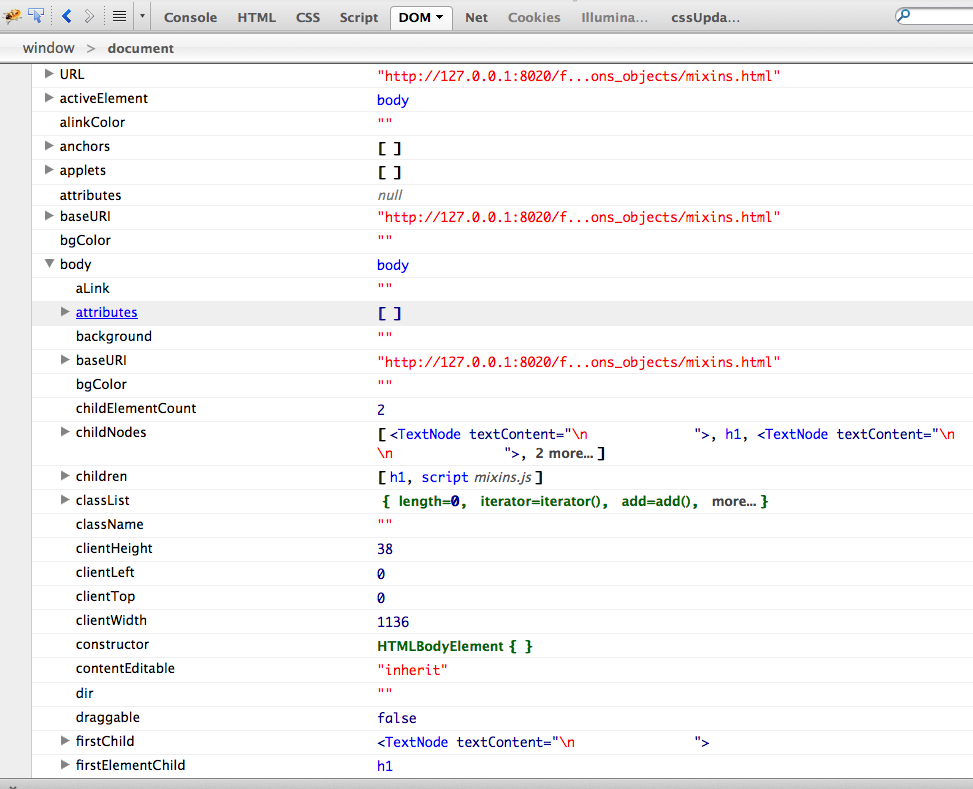 Console HTML CSS Script DOM Net Cookies Illumina... cssUpda...
window > document
URL "http://127.0.0.1:8020/f...ons_objects/mixins.html"
activeElement body
alinkColor ""
anchors [ ]
applets [ ]
attributes null
baseURI "http://127.0.0.1:8020/f...ons_objects/mixins.html"
bgColor ""
body body
aLink ""
attributes [ ]
background ""
baseURI "http://127.0.0.1:8020/f...ons_objects/mixins.html"
bgColor ""
childElementCount 2
childNodes [ <TextNode textContent="\n ">, h1, <TextNode textContent="\n
\n ">, 2 more... ]
children [ h1, script mixins.js ]
classList { length=0, iterator=iterator(), add=add(), more... }
className ""
clientHeight 38
clientLeft 0
clientTop 0
clientWidth 1136
constructor HTMLBodyElement { }
contentEditable "inherit"
dir ""
draggable false
firstChild <TextNode textContent="\n ">
firstElementChild h1